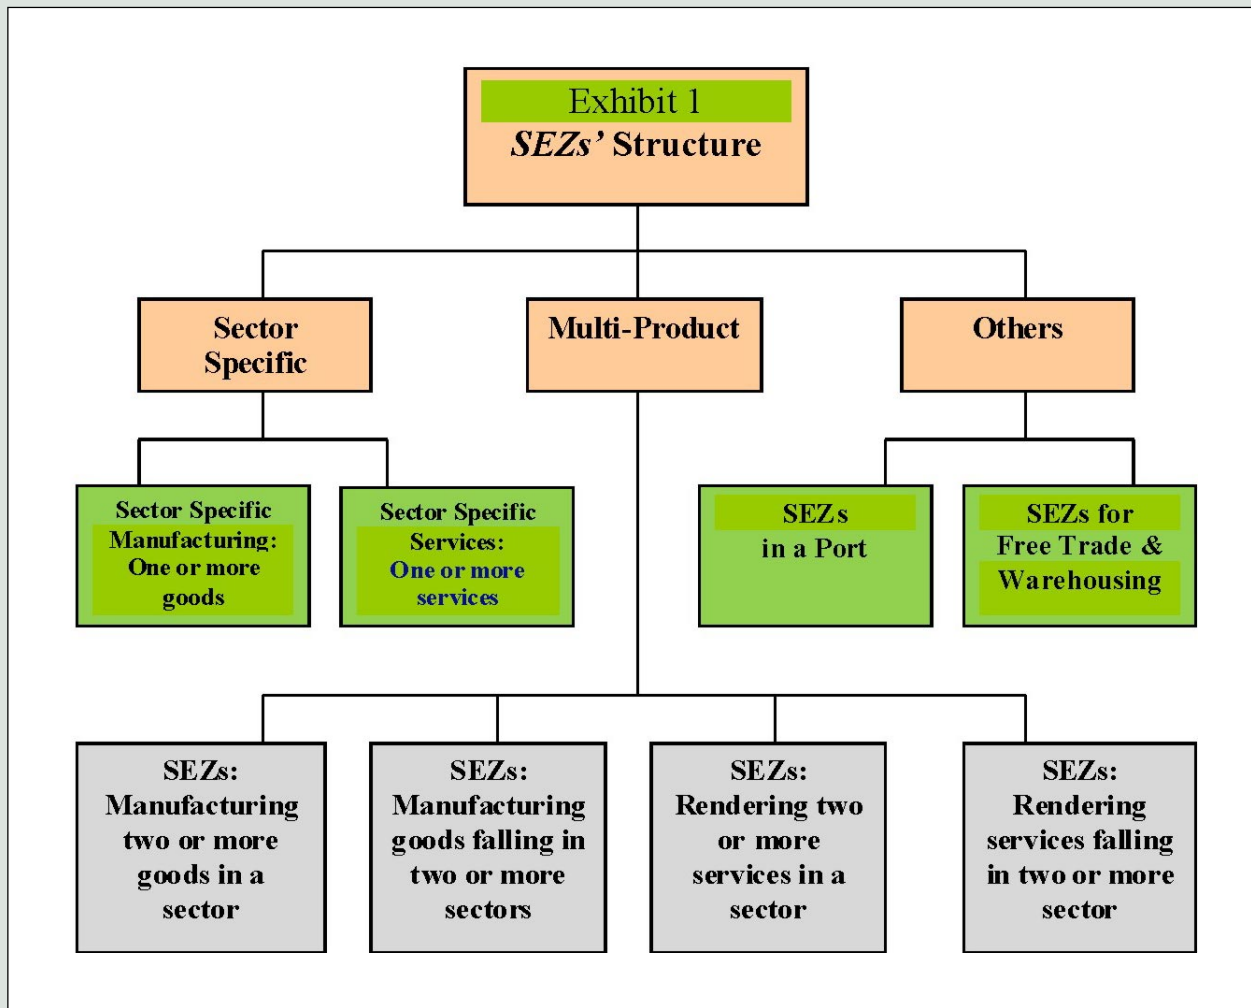 Exhibit 1
SEZs’ Structure
Sector
Specific
Multi-Product
Others
Sector Specific
Manufacturing:
One or more
goods
Sector Specific
Services:
One or more
services
SEZs
in a Port
SEZs for
Free Trade &
Warehousing
SEZs:
Manufacturing
two or more
goods in a
sector
SEZs:
Manufacturing
goods falling in
two or more
sectors
SEZs:
Rendering two
or more
services in a
sector
SEZs:
Rendering
services falling
in two or more
sector